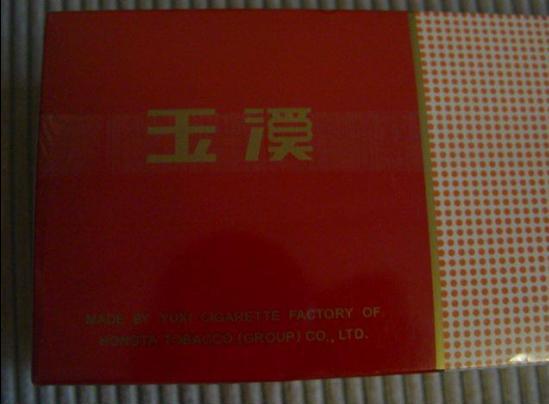 玉溪
MADE BY YUXI CIGARETTE FACTORY OF
HONGTA TOBACCO (GROUP) CO., LTD.